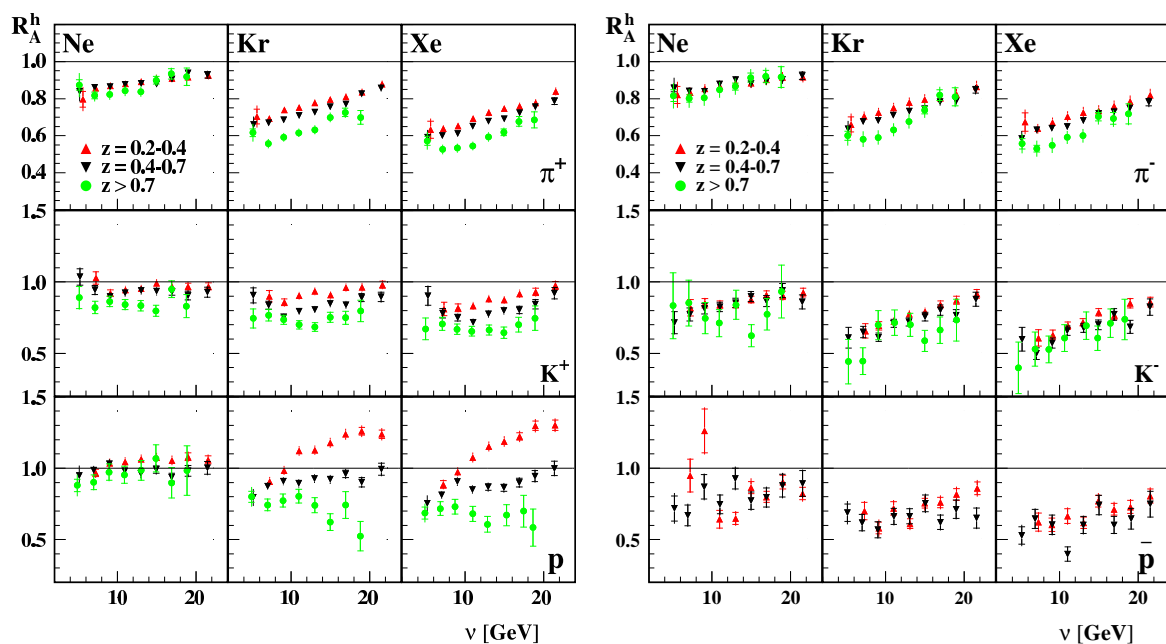 R_A^h
Ne Kr Xe
1.0
0.8
0.6
0.4
z = 0.2-0.4
z = 0.4-0.7
z > 0.7
π+
1.5
1.0
0.5
K+
1.5
1.0
0.5
p
10 20 10 20 10 20
ν [GeV]
R_A^h
Ne Kr Xe
1.0
0.8
0.6
0.4
z = 0.2-0.4
z = 0.4-0.7
z > 0.7
π-
1.5
1.0
0.5
K-
1.5
1.0
0.5
p̄
10 20 10 20 10 20
ν [GeV]